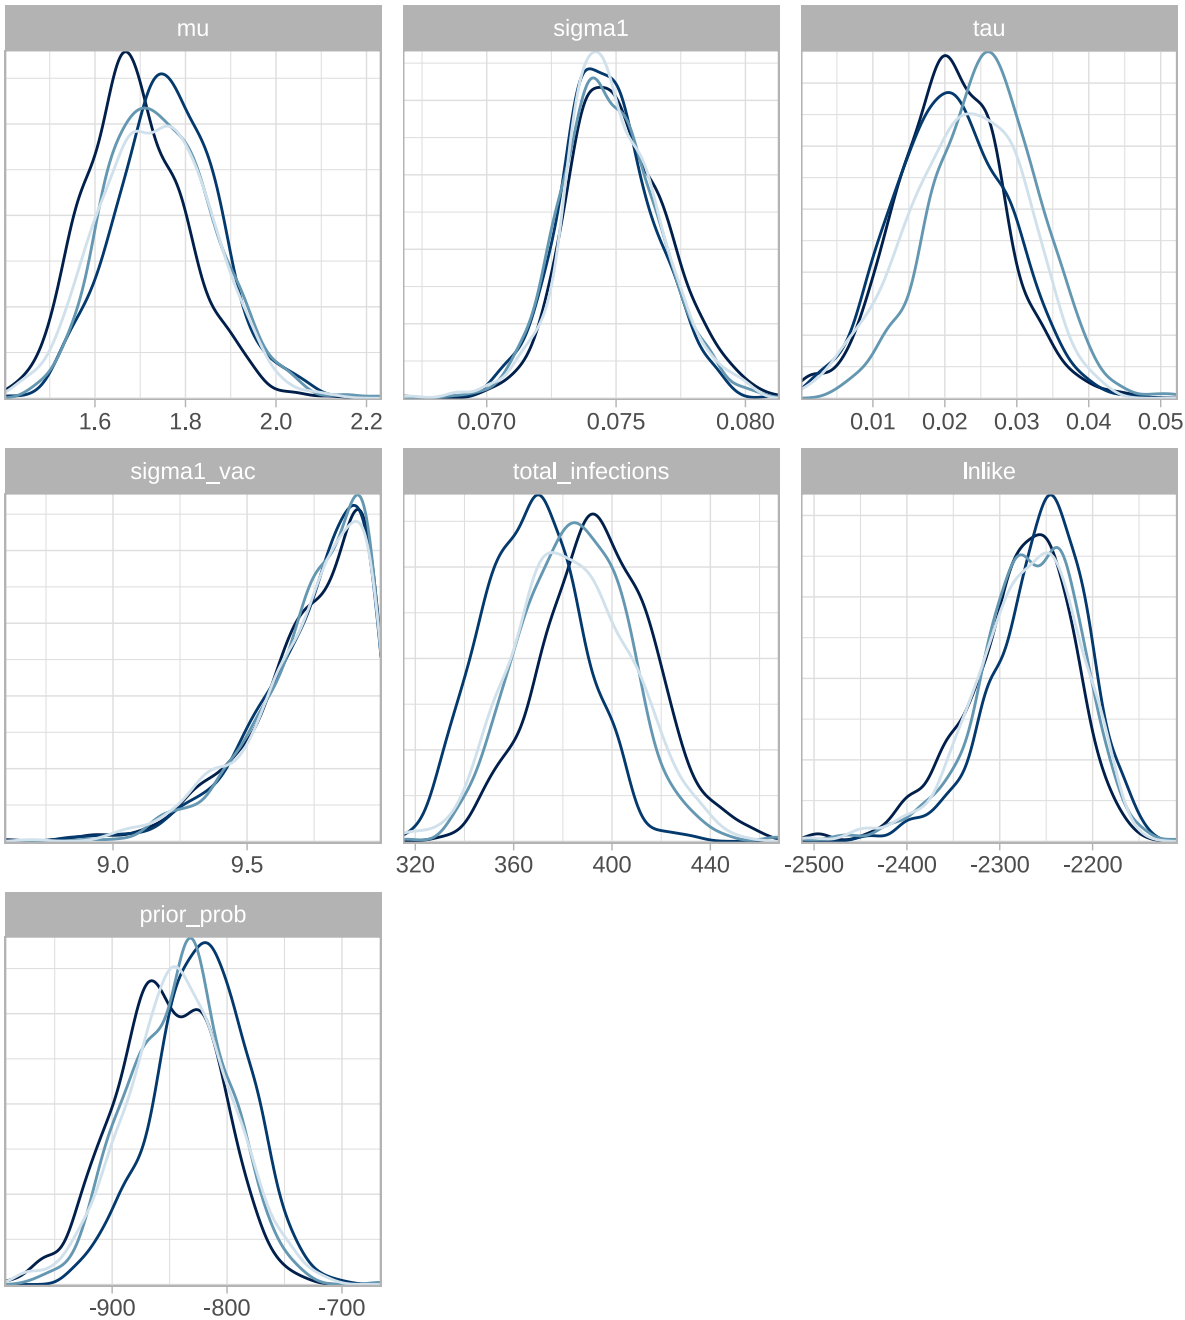 mu sigma1 tau
1.6 1.8 2.0 2.2 0.070 0.075 0.080 0.01 0.02 0.03 0.04 0.05
sigma1_vac total_infections lnlike
9.0 9.5 320 360 400 440 -2500 -2400 -2300 -2200
prior_prob
-900 -800 -700